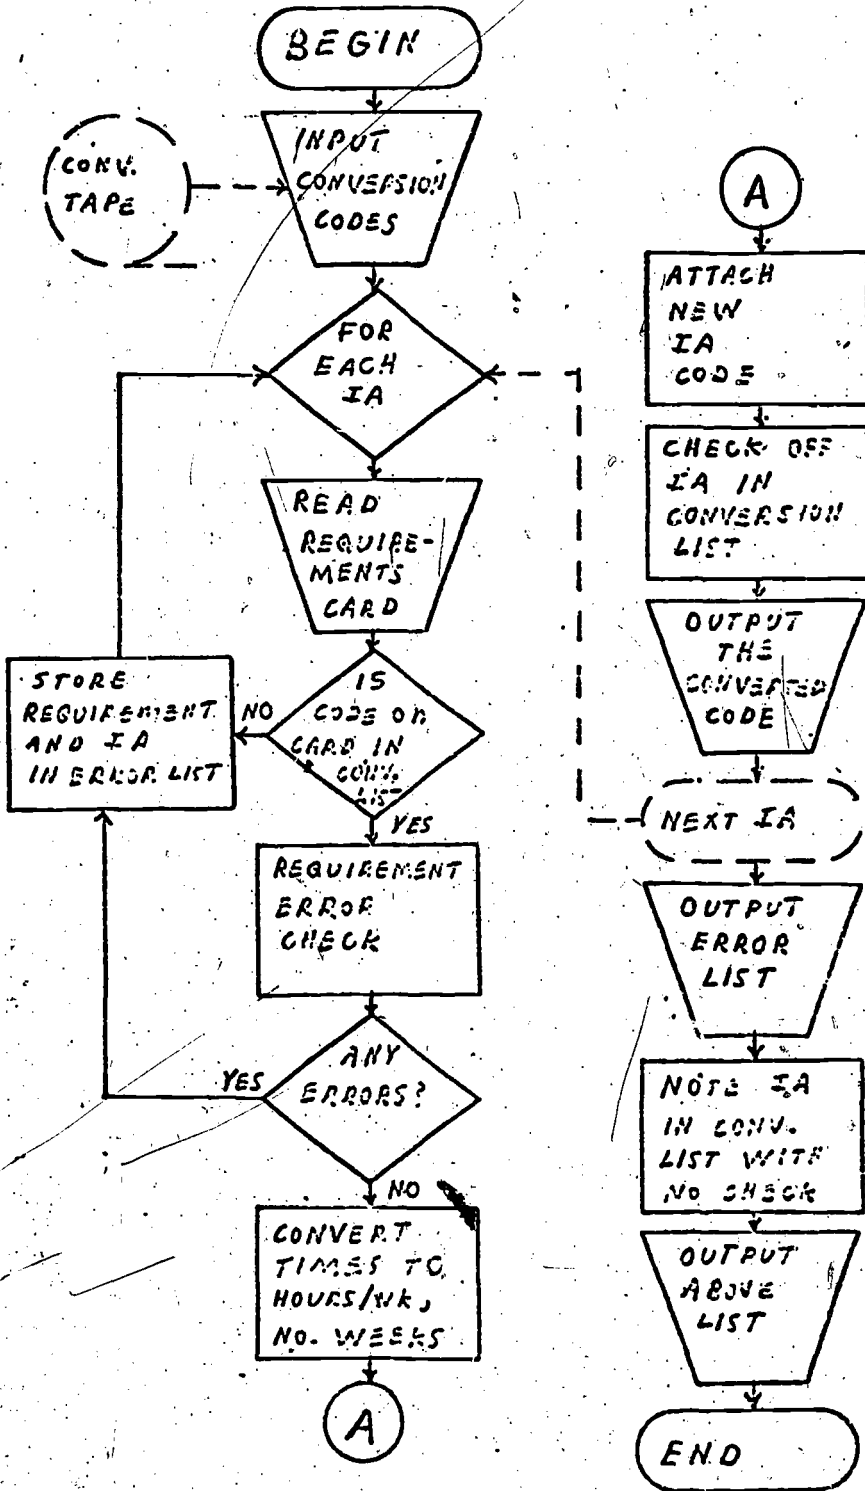 BEGIN
CONV.
TAPE
INPUT
CONVERSION
CODES
FOR
EACH
IA
READ
REQUIRE-
MENTS
CARD
IS
CODE ON
CARD IN
CONV.
LIST
NO
STORE
REQUIREMENT
AND IA
IN ERROR LIST
YES
REQUIREMENT
ERROR
CHECK
ANY
ERRORS?
YES
NO
CONVERT
TIMES TO
HOURS/WK,
NO. WEEKS
A
A
ATTACH
NEW
IA
CODE
CHECK OFF
IA IN
CONVERSION
LIST
OUTPUT
THE
CONVERTED
CODE
NEXT IA
OUTPUT
ERROR
LIST
NOTE IA
IN CONV.
LIST WITH
NO CHECK
OUTPUT
ABOVE
LIST
END